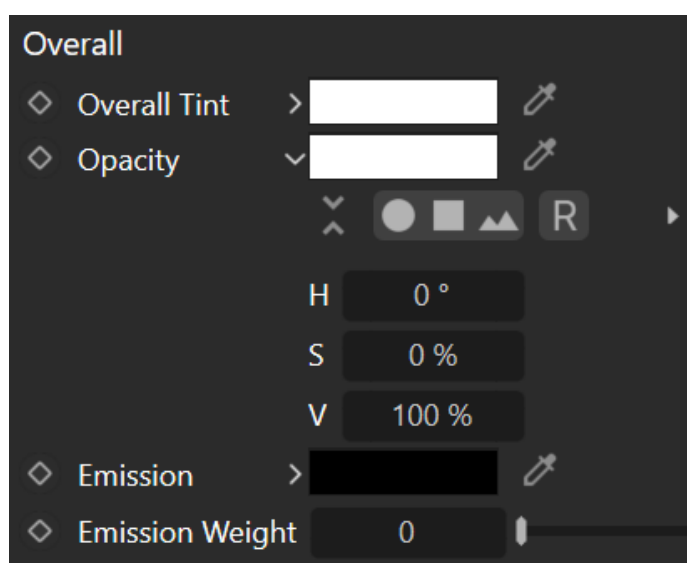 Overall
Overall Tint
Opacity
R
H 0 °
S 0 %
V 100 %
Emission
Emission Weight 0